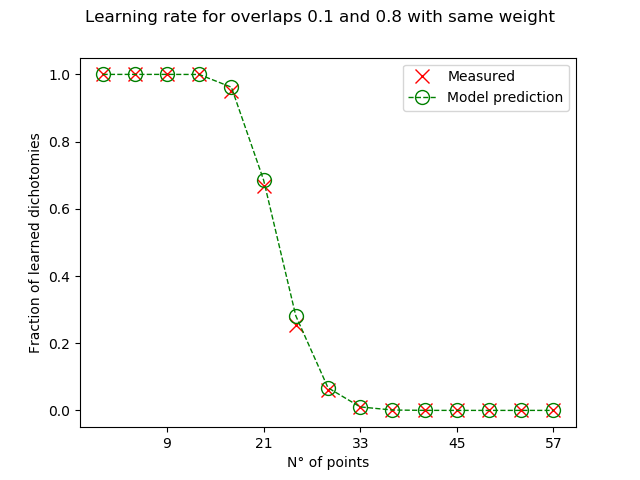 Learning rate for overlaps 0.1 and 0.8 with same weight
Measured
Model prediction
Fraction of learned dichotomies
1.0
0.8
0.6
0.4
0.2
0.0
9 21 33 45 57
N° of points